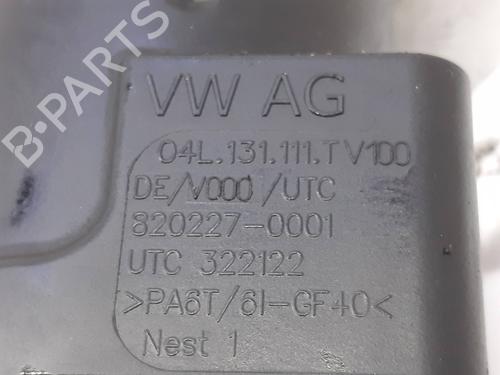 VW AG
04L.131.111.T V100
DE/V000/UTC
820227-0001
UTC 322122
>PA6T/6I-GF40<
Nest 1
B-PARTS